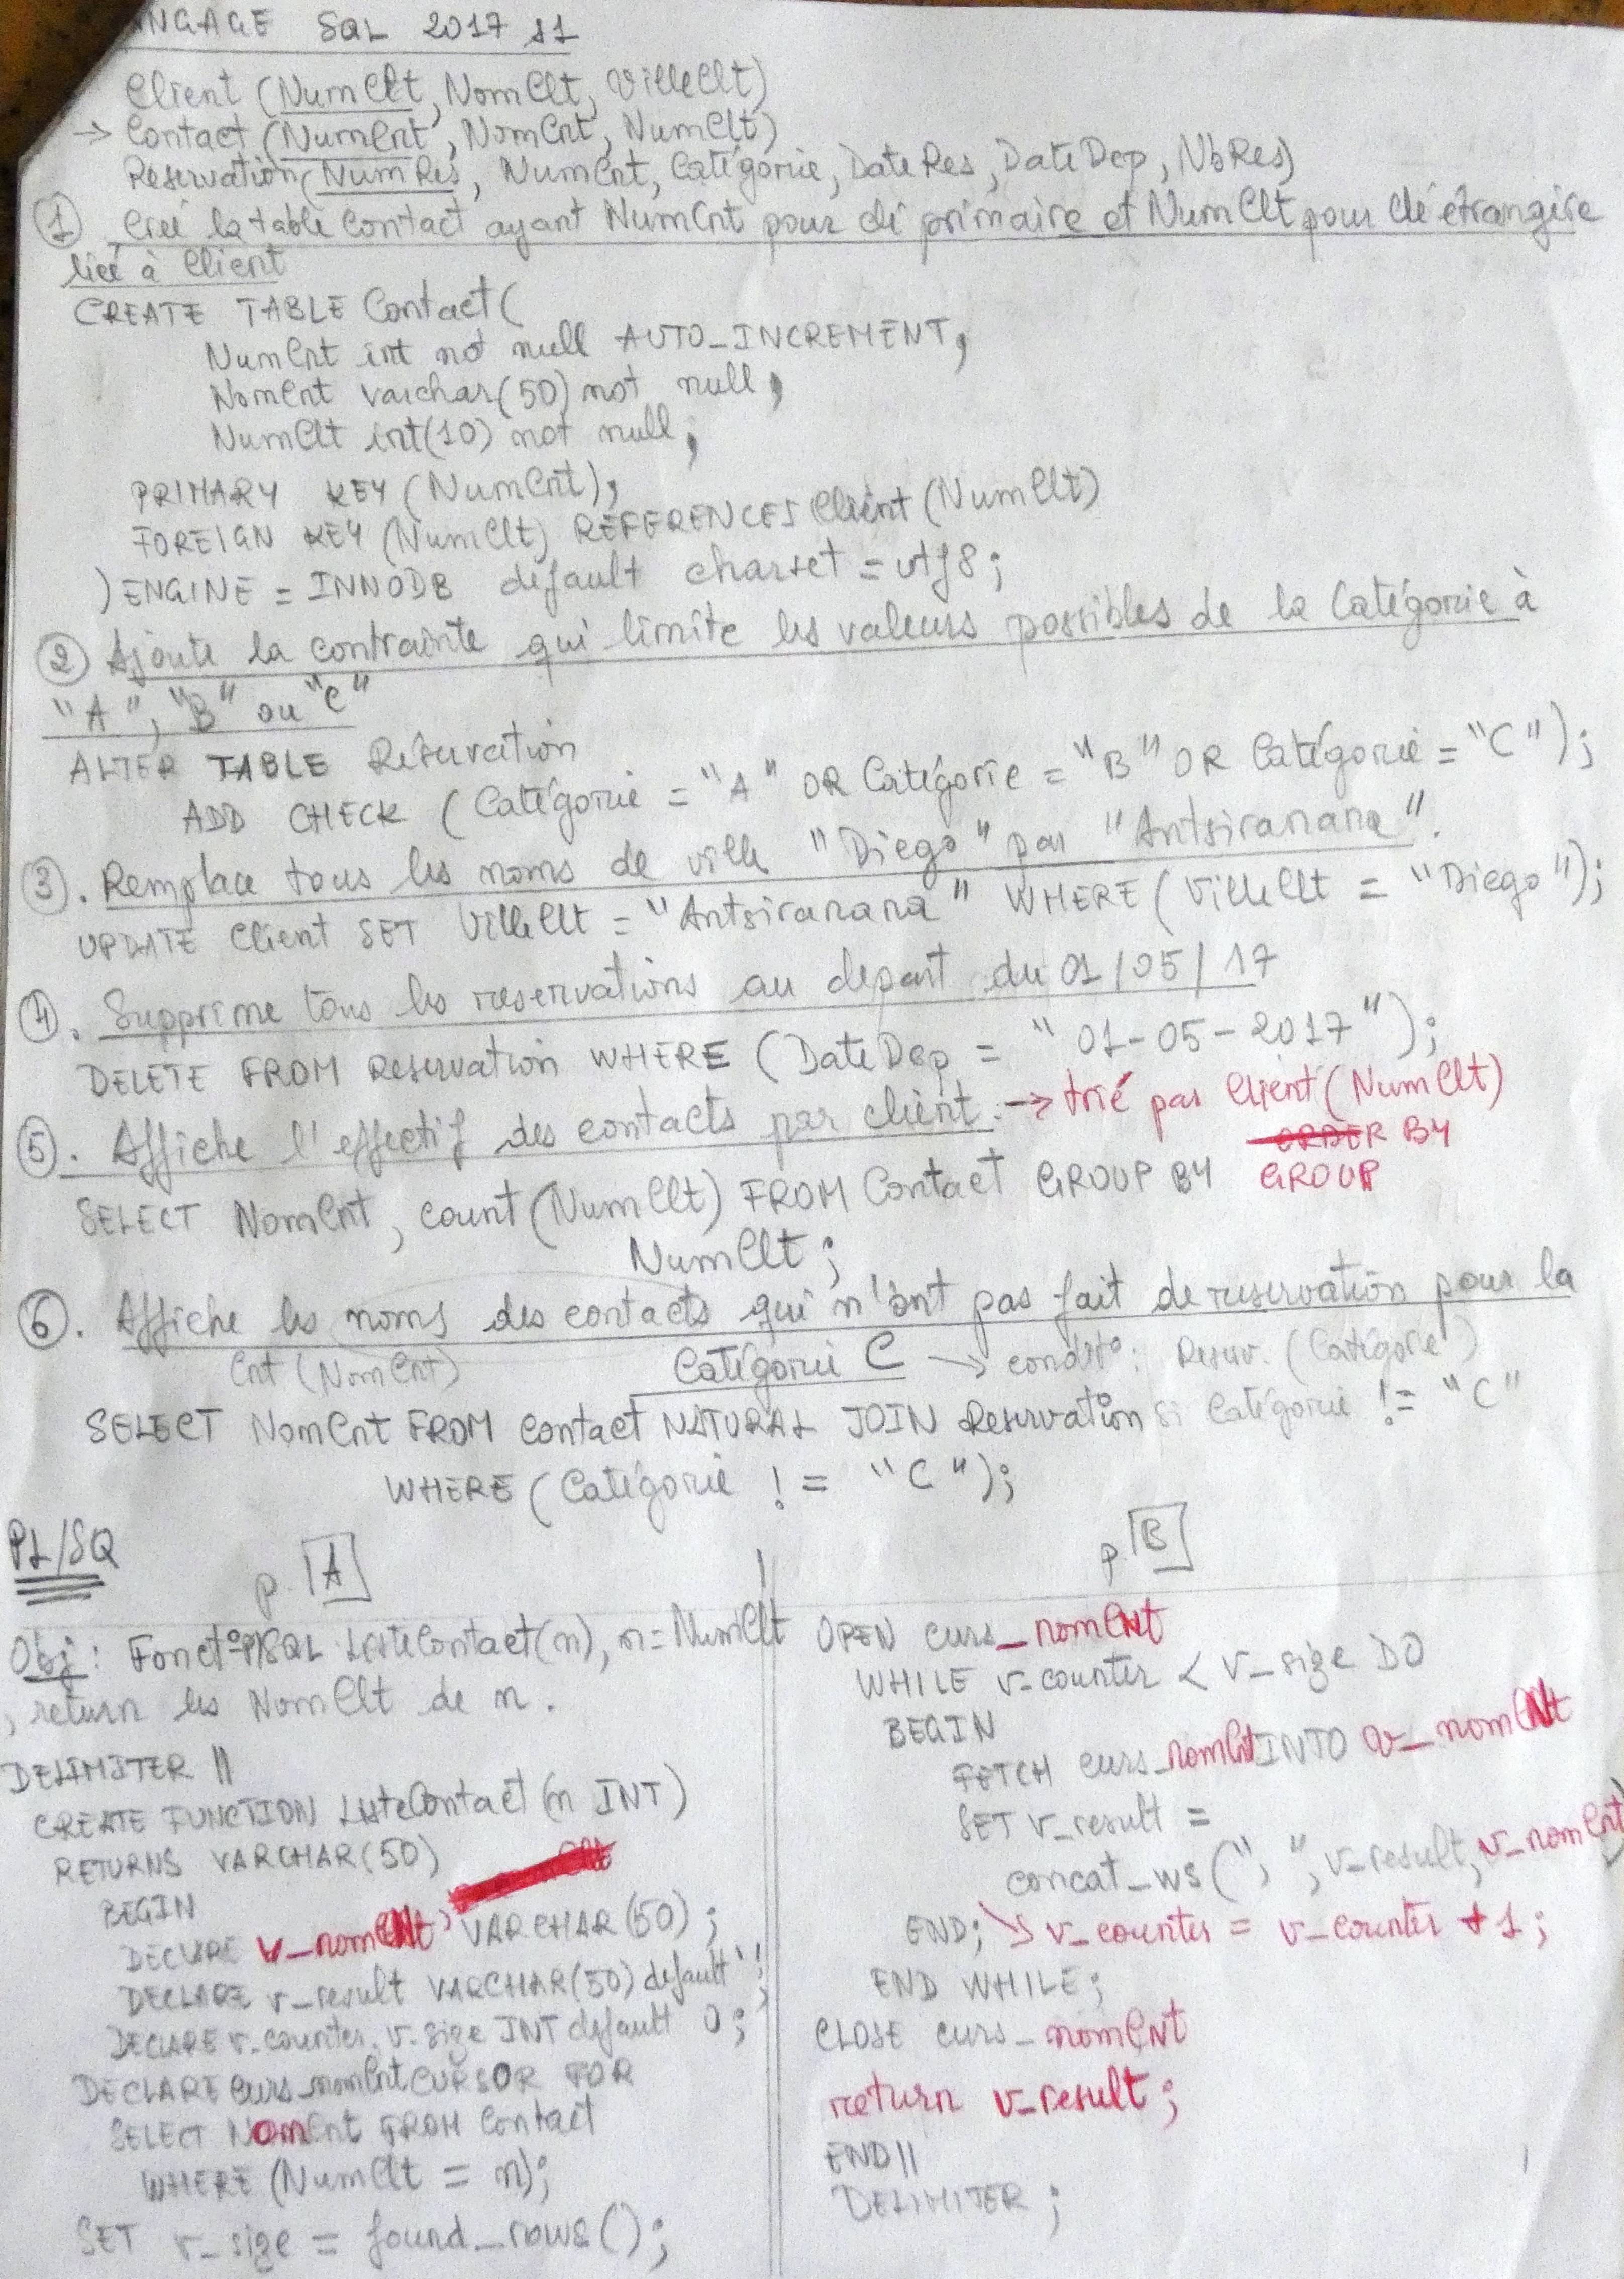 NGAGE SQL 2017 S1
Client (NumClt, NomClt, VilleClt)
→ Contact (NumCnt, NomCnt, NumClt)
Reservation (NumRes, NumCnt, Catégorie, DateRes, DateDep, NbRes)
① Crée la table Contact ayant NumCnt pour clé primaire et NumClt pour clé étrangère
liée à Client
CREATE TABLE Contact (
NumCnt int not null AUTO_INCREMENT,
NomCnt varchar(50) not null,
NumClt int(10) not null,
PRIMARY KEY (NumCnt),
FOREIGN KEY (NumClt) REFERENCES Client (NumClt)
) ENGINE = INNODB default charset = utf8;
② Ajoute la contrainte qui limite les valeurs possibles de la Catégorie à
"A", "B" ou "C"
ALTER TABLE Réservation
ADD CHECK (Catégorie = "A" OR Catégorie = "B" OR Catégorie = "C");
③. Remplace tous les noms de ville "Diego" par "Antsiranana".
UPDATE Client SET VilleClt = "Antsiranana" WHERE (VilleClt = "Diego");
④. Supprime tous les reservations au depart du 01/05/17
DELETE FROM Reservation WHERE (DateDep = "01-05-2017");
⑤. Affiche l'effectif des contacts par client. → trié par Client (NumClt)
ORDER BY
SELECT NomCnt, count(NumClt) FROM Contact GROUP BY GROUP
NumClt;
⑥. Affiche les noms des contacts qui n'ont pas fait de reservation pour la
Cnt (NomCnt) Catégorie C → condit°: Reserv. (Catégorie)
SELECT NomCnt FROM Contact NATURAL JOIN Reservation si Catégorie != "C"
WHERE (Catégorie != "C");
PL/SQ
p. A
p. B
Obj: Fonct° P/SQL ListeContact(n), n = NumClt
, return les NomClt de n.
DELIMITER ||
CREATE FUNCTION ListeContact (n INT)
RETURNS VARCHAR(50)
BEGIN
DECLARE v_nomCNt VARCHAR(50);
DECLARE v_result VARCHAR(50) default '';
DECLARE v_counter, v_size INT default 0;
DECLARE curs_nomCnt CURSOR FOR
SELECT NomCnt FROM Contact
WHERE (NumClt = n);
SET v_size = found_rows();
OPEN curs_nomCNt
WHILE v_counter < v_size DO
BEGIN
FETCH curs_nomCnt INTO v_nomCNt
SET v_result =
concat_ws(", ", v_result, v_nomCnt)
END; ↘ v_counter = v_counter + 1;
END WHILE;
CLOSE curs_nomCNt
return v_result;
END||
DELIMITER ;